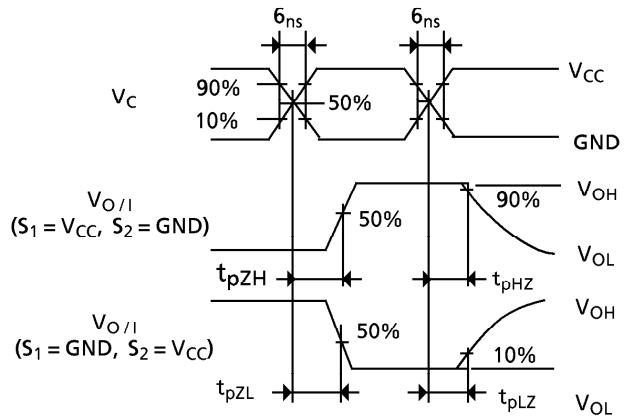 6ns 6ns
VCC
90%
VC 50%
10%
GND
VOH
VO/I 90%
(S1=VCC, S2=GND) 50%
VOL
tpZH tpHZ
VOH
VO/I 50%
(S1=GND, S2=VCC) 10%
tpZL tpLZ VOL